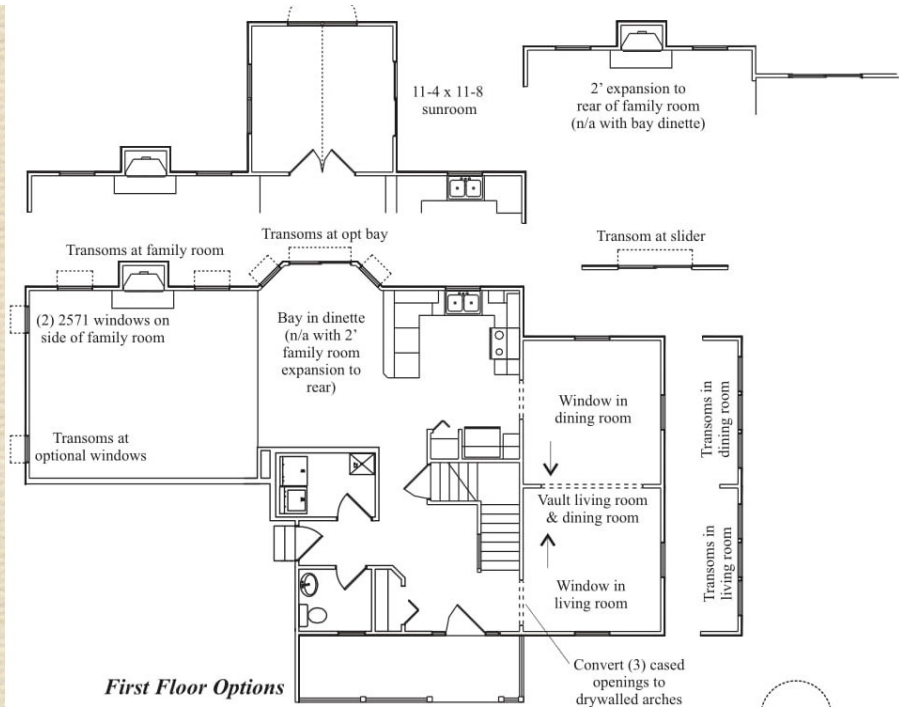 11-4 x 11-8
sunroom
2’ expansion to
rear of family room
(n/a with bay dinette)
Transoms at family room
Transoms at opt bay
Transom at slider
(2) 2571 windows on
side of family room
Bay in dinette
(n/a with 2’
family room
expansion to
rear)
Window in
dining room
Transoms in
dining room
Transoms at
optional windows
Vault living room
& dining room
Window in
living room
Transoms in
living room
First Floor Options
Convert (3) cased
openings to
drywalled arches